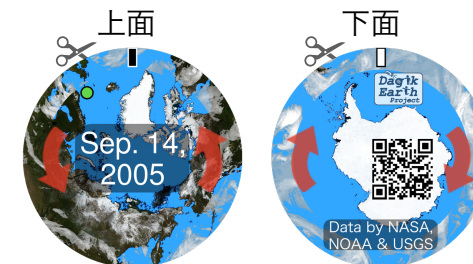 上面
下面
Sep. 14,
2005
Dagik
Earth
Project
Data by NASA,
NOAA & USGS